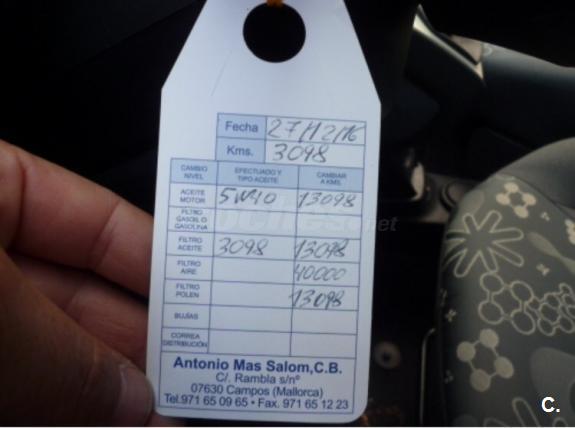 Fecha 27/12/16
Kms. 3098
CAMBIO NIVEL EFECTUADO Y TIPO ACEITE CAMBIAR A KMS.
ACEITE MOTOR 5W40 13098
FILTRO GASOIL O GASOLINA
FILTRO ACEITE 3098 13098
FILTRO AIRE 40000
FILTRO POLEN 13098
BUJÍAS
CORREA DISTRIBUCIÓN
Antonio Mas Salom, C.B.
C/. Rambla s/nº
07630 Campos (Mallorca)
Tel. 971 65 09 65 • Fax. 971 65 12 23
C.